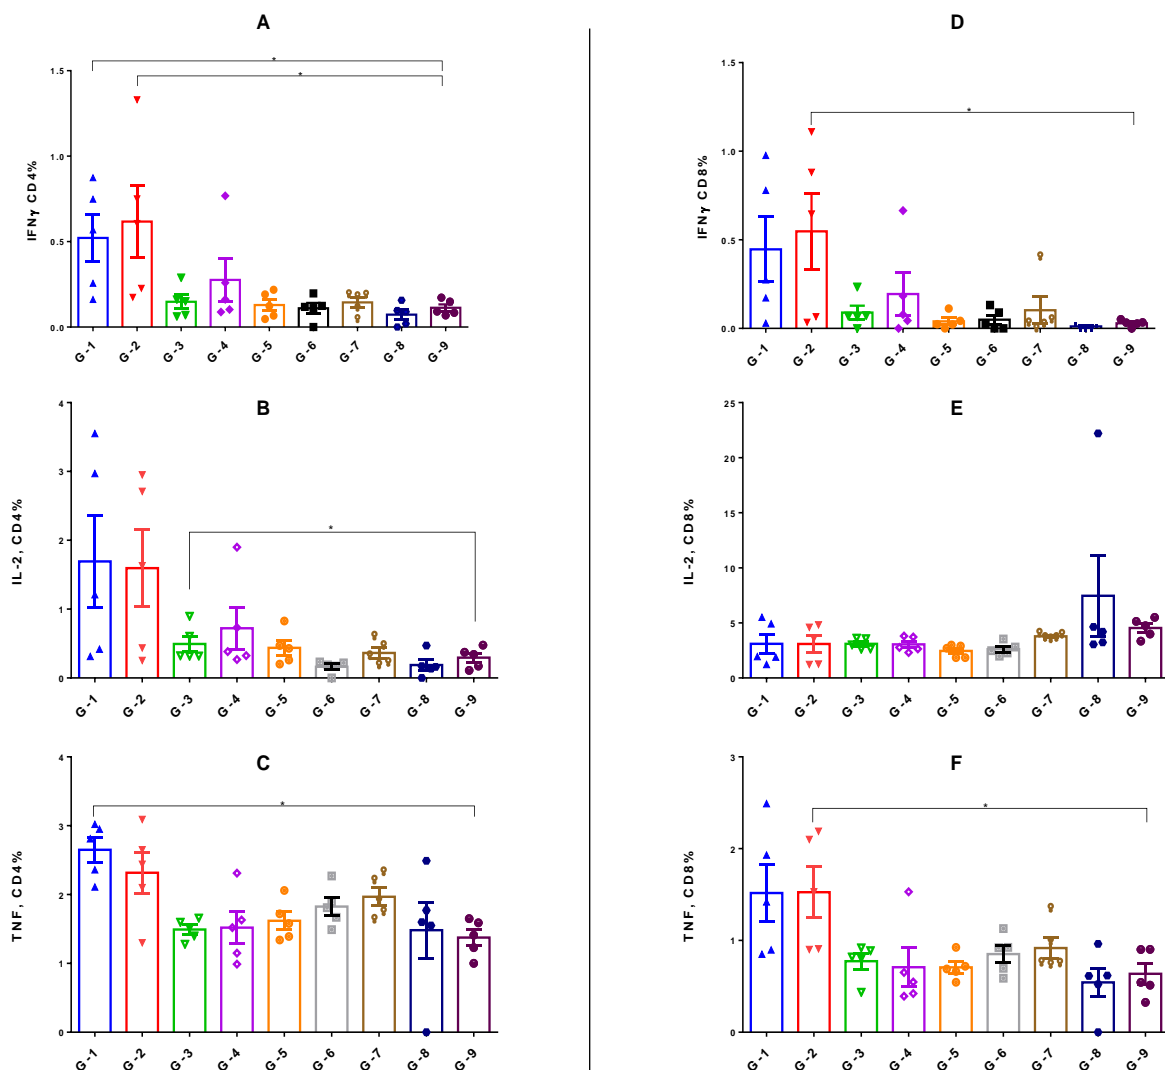 A
*
*
IFNγ CD4%
1.5
1.0
0.5
0.0
G-1
G-2
G-3
G-4
G-5
G-6
G-7
G-8
G-9
B
*
IL-2, CD4%
4
3
2
1
0
G-1
G-2
G-3
G-4
G-5
G-6
G-7
G-8
G-9
C
*
TNF, CD4%
4
3
2
1
0
G-1
G-2
G-3
G-4
G-5
G-6
G-7
G-8
G-9
D
*
IFNγ CD8%
1.5
1.0
0.5
0.0
G-1
G-2
G-3
G-4
G-5
G-6
G-7
G-8
G-9
E
IL-2, CD8%
25
20
15
10
5
0
G-1
G-2
G-3
G-4
G-5
G-6
G-7
G-8
G-9
F
*
TNF, CD8%
3
2
1
0
G-1
G-2
G-3
G-4
G-5
G-6
G-7
G-8
G-9